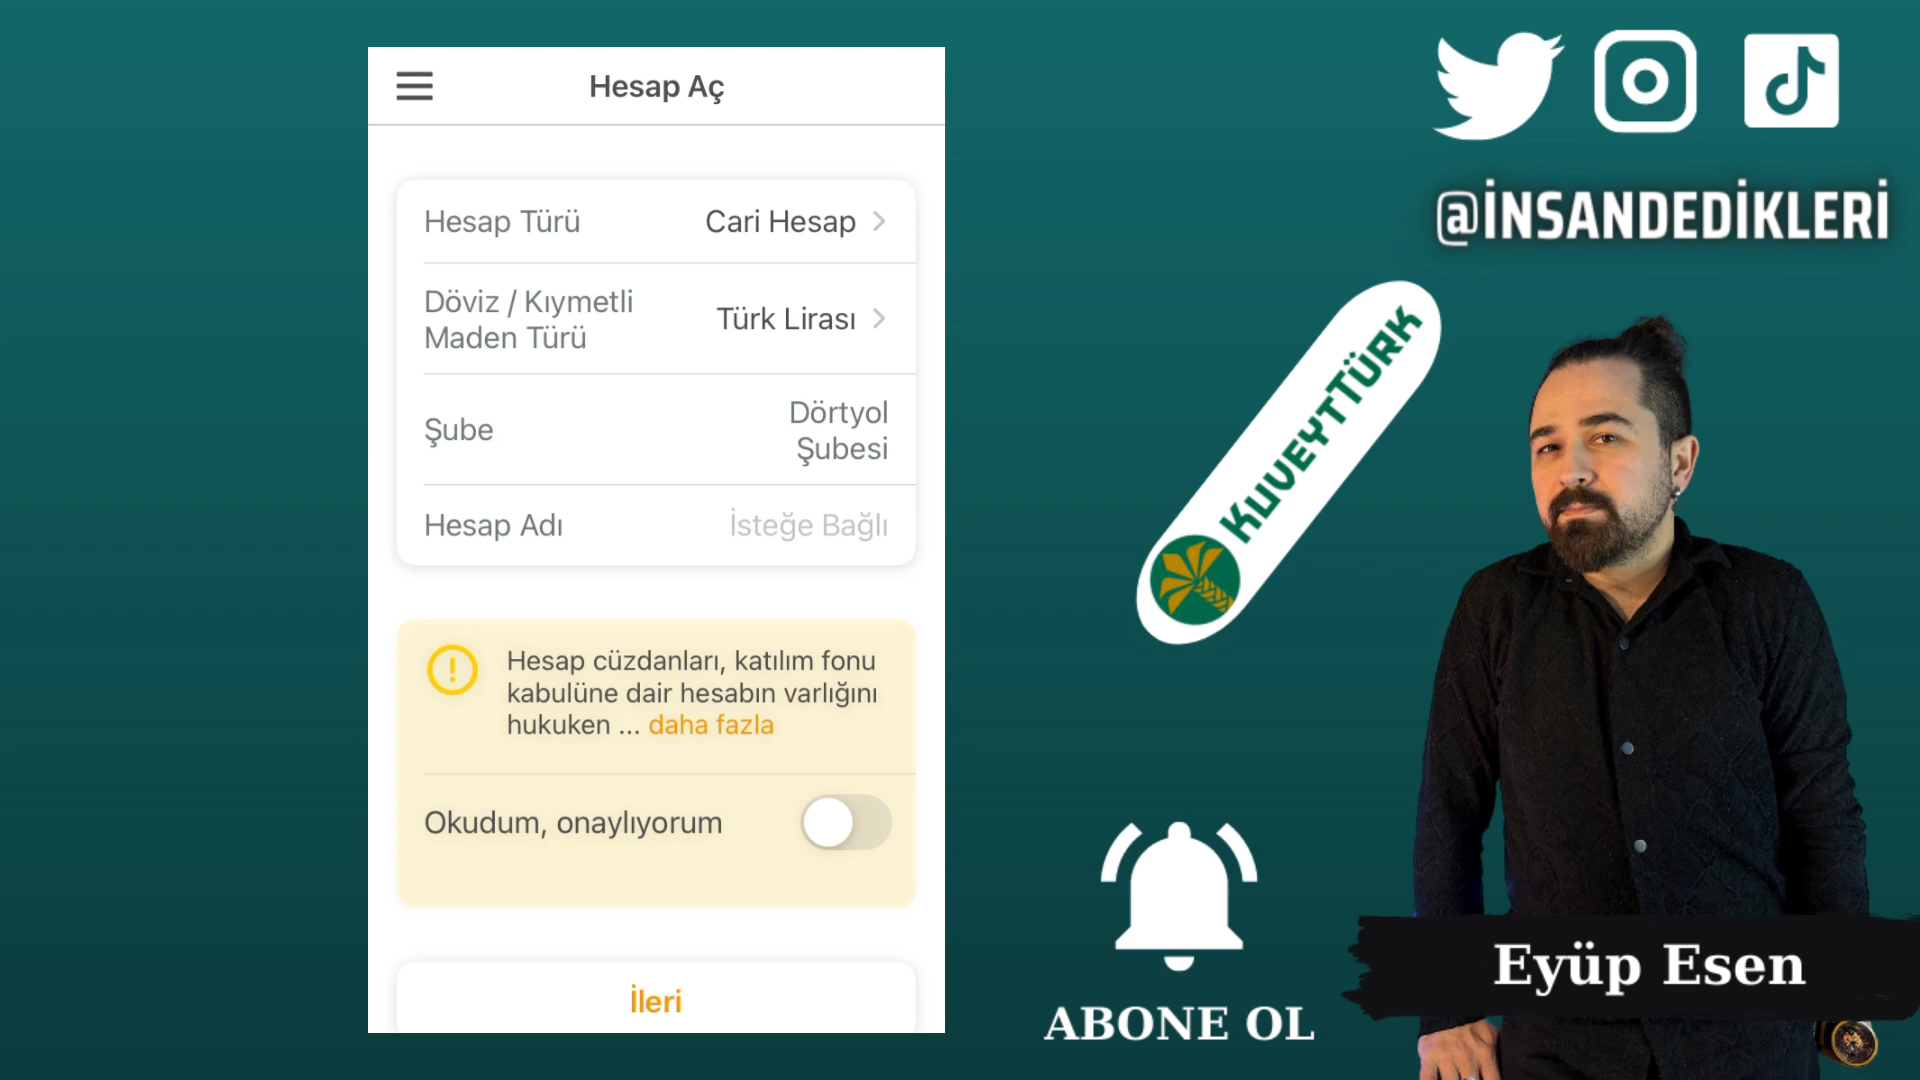 Hesap Aç
Hesap Türü
Cari Hesap
Döviz / Kıymetli
Maden Türü
Türk Lirası
Şube
Dörtyol
Şubesi
Hesap Adı
İsteğe Bağlı
Hesap cüzdanları, katılım fonu
kabulüne dair hesabın varlığını
hukuken ... daha fazla
Okudum, onaylıyorum
İleri
@İNSANDEDİKLERİ
KUVEYTTÜRK
ABONE OL
Eyüp Esen